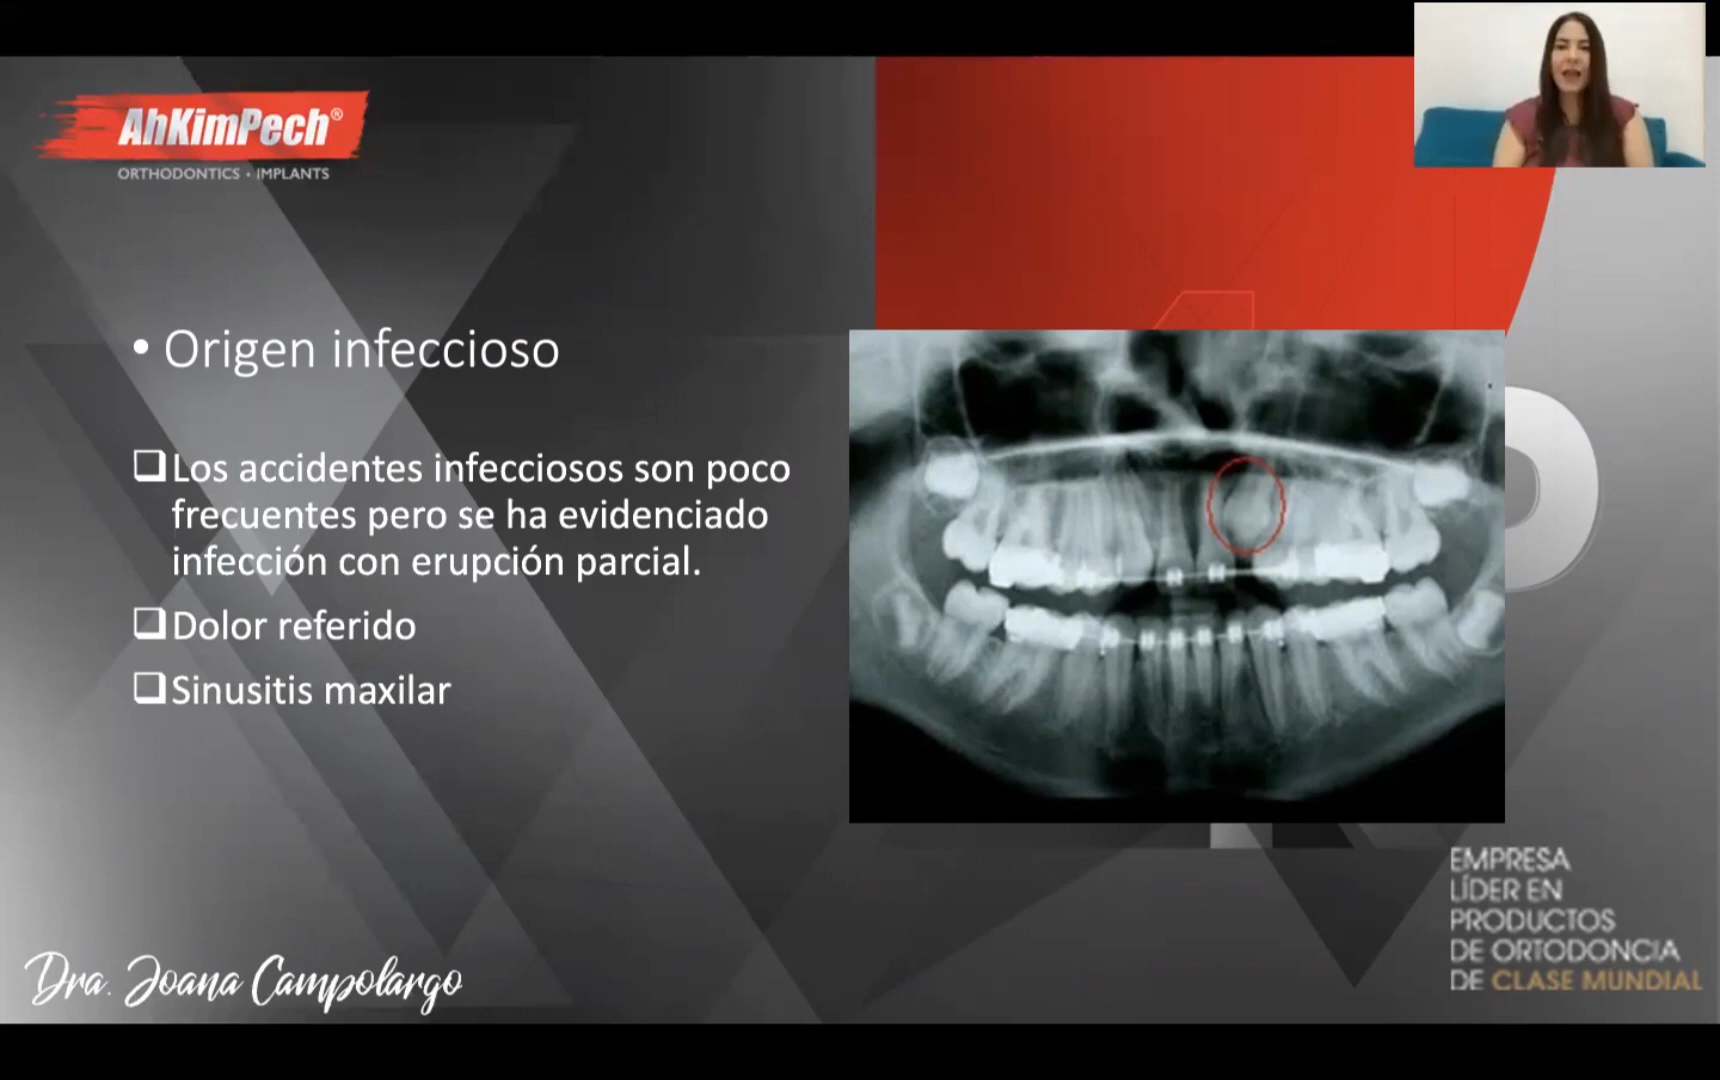 AhKimPech®
ORTHODONTICS • IMPLANTS
• Origen infeccioso
❑Los accidentes infecciosos son poco
frecuentes pero se ha evidenciado
infección con erupción parcial.
❑Dolor referido
❑Sinusitis maxilar
Dra. Joana Campolargo
EMPRESA
LÍDER EN
PRODUCTOS
DE ORTODONCIA
DE CLASE MUNDIAL